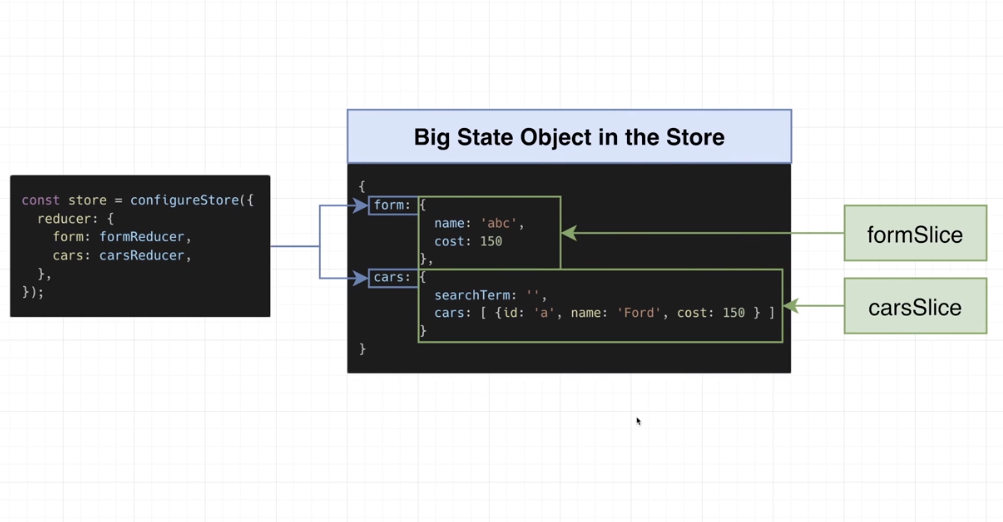 Big State Object in the Store
const store = configureStore({
reducer: {
form: formReducer,
cars: carsReducer,
},
});
{
form: {
name: 'abc',
cost: 150
},
cars: {
searchTerm: '',
cars: [ {id: 'a', name: 'Ford', cost: 150 } ]
}
}
formSlice
carsSlice